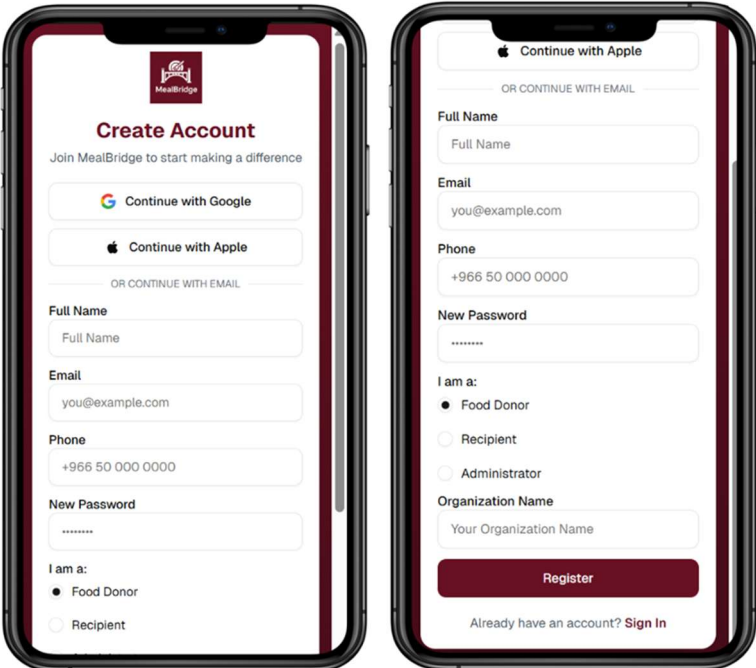 MealBridge
Create Account
Join MealBridge to start making a difference
Continue with Google
Continue with Apple
OR CONTINUE WITH EMAIL
Full Name
Full Name
Email
you@example.com
Phone
+966 50 000 0000
New Password
••••••••
I am a:
Food Donor
Recipient
Continue with Apple
OR CONTINUE WITH EMAIL
Full Name
Full Name
Email
you@example.com
Phone
+966 50 000 0000
New Password
••••••••
I am a:
Food Donor
Recipient
Administrator
Organization Name
Your Organization Name
Register
Already have an account? Sign In